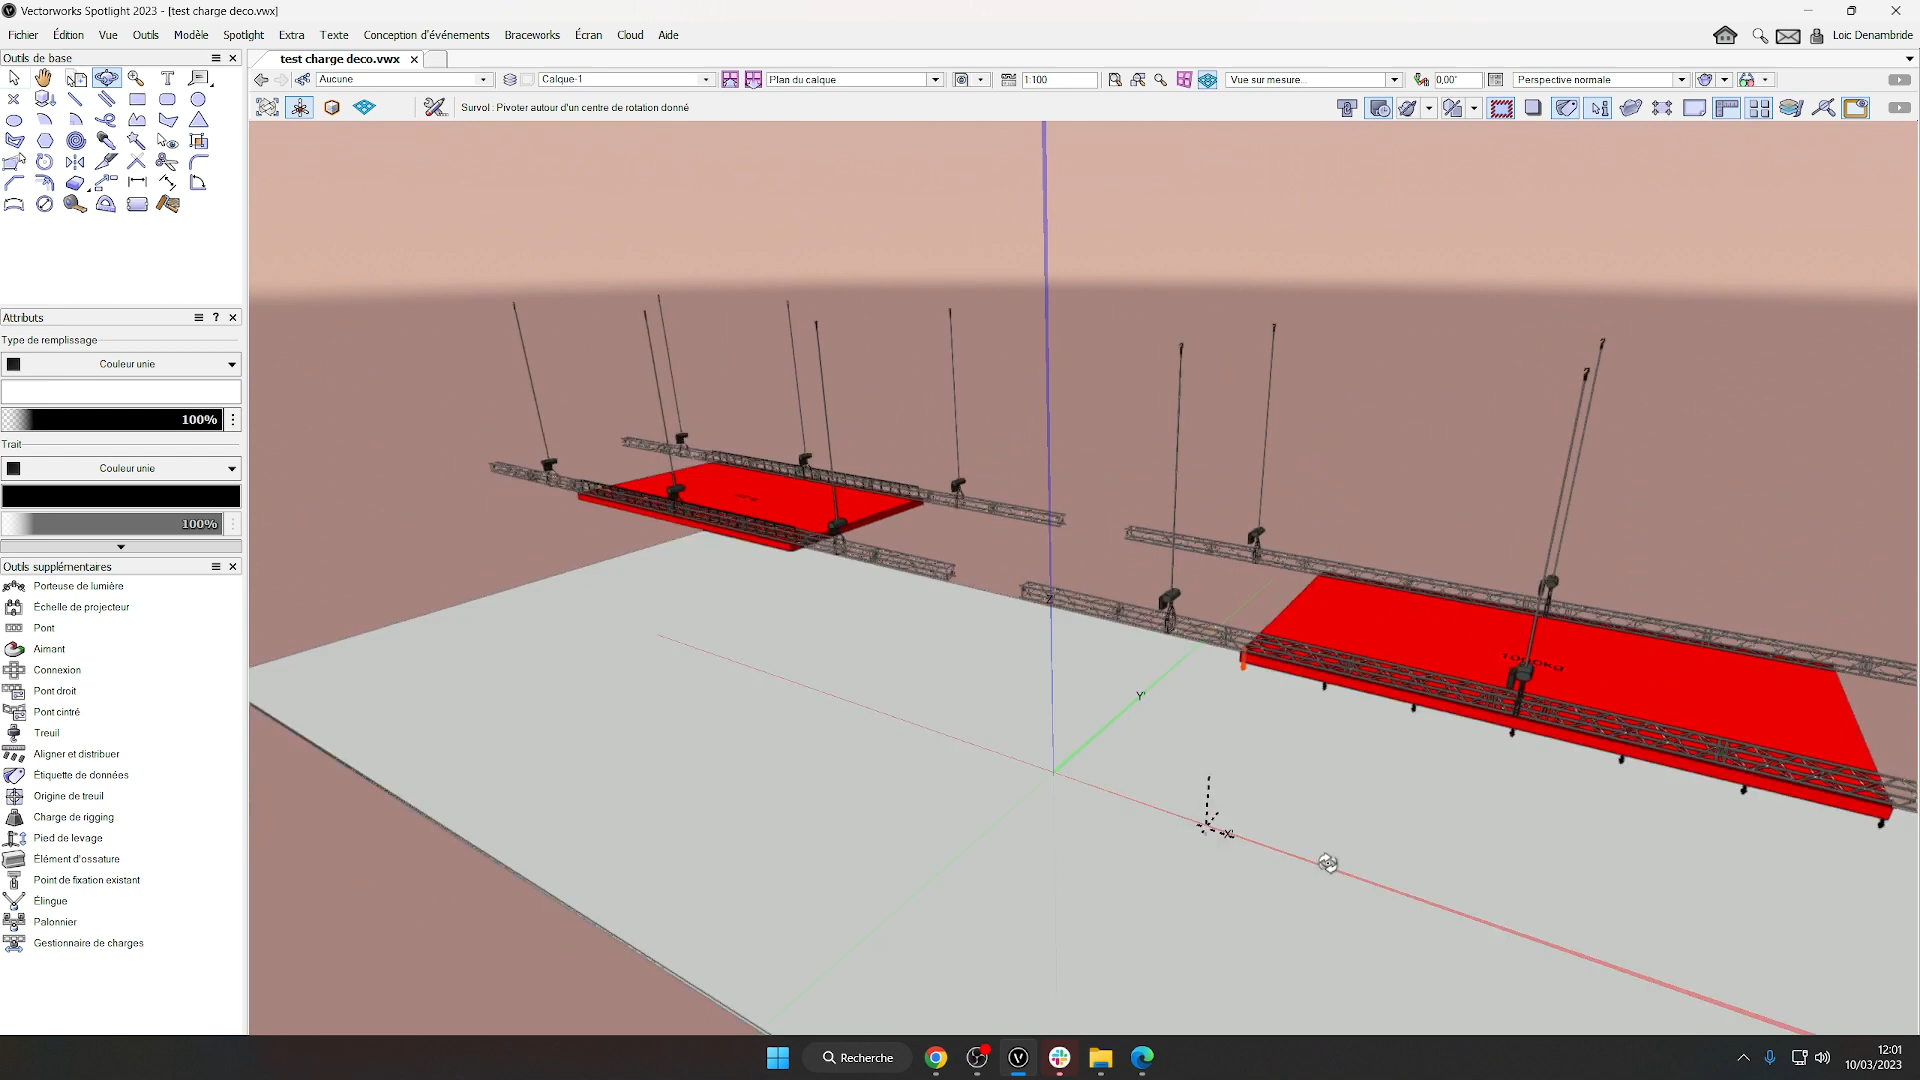 Vectorworks Spotlight 2023 - [test charge deco.vwx]
Fichier Édition Vue Outils Modèle Spotlight Extra Texte Conception d'événements Braceworks Écran Cloud Aide
Loic Denambride
Outils de base
test charge deco.vwx
Aucune
Calque-1
Plan du calque
1:100
Vue sur mesure...
0,00°
Perspective normale
Survol : Pivoter autour d'un centre de rotation donné
Attributs
Type de remplissage
Couleur unie
100%
Trait
Couleur unie
100%
Outils supplémentaires
Porteuse de lumière
Échelle de projecteur
Pont
Aimant
Connexion
Pont droit
Pont cintré
Treuil
Aligner et distribuer
Étiquette de données
Origine de treuil
Charge de rigging
Pied de levage
Élément d'ossature
Point de fixation existant
Élingue
Palonnier
Gestionnaire de charges
Z
Y'
X'
Recherche
12:01
10/03/2023